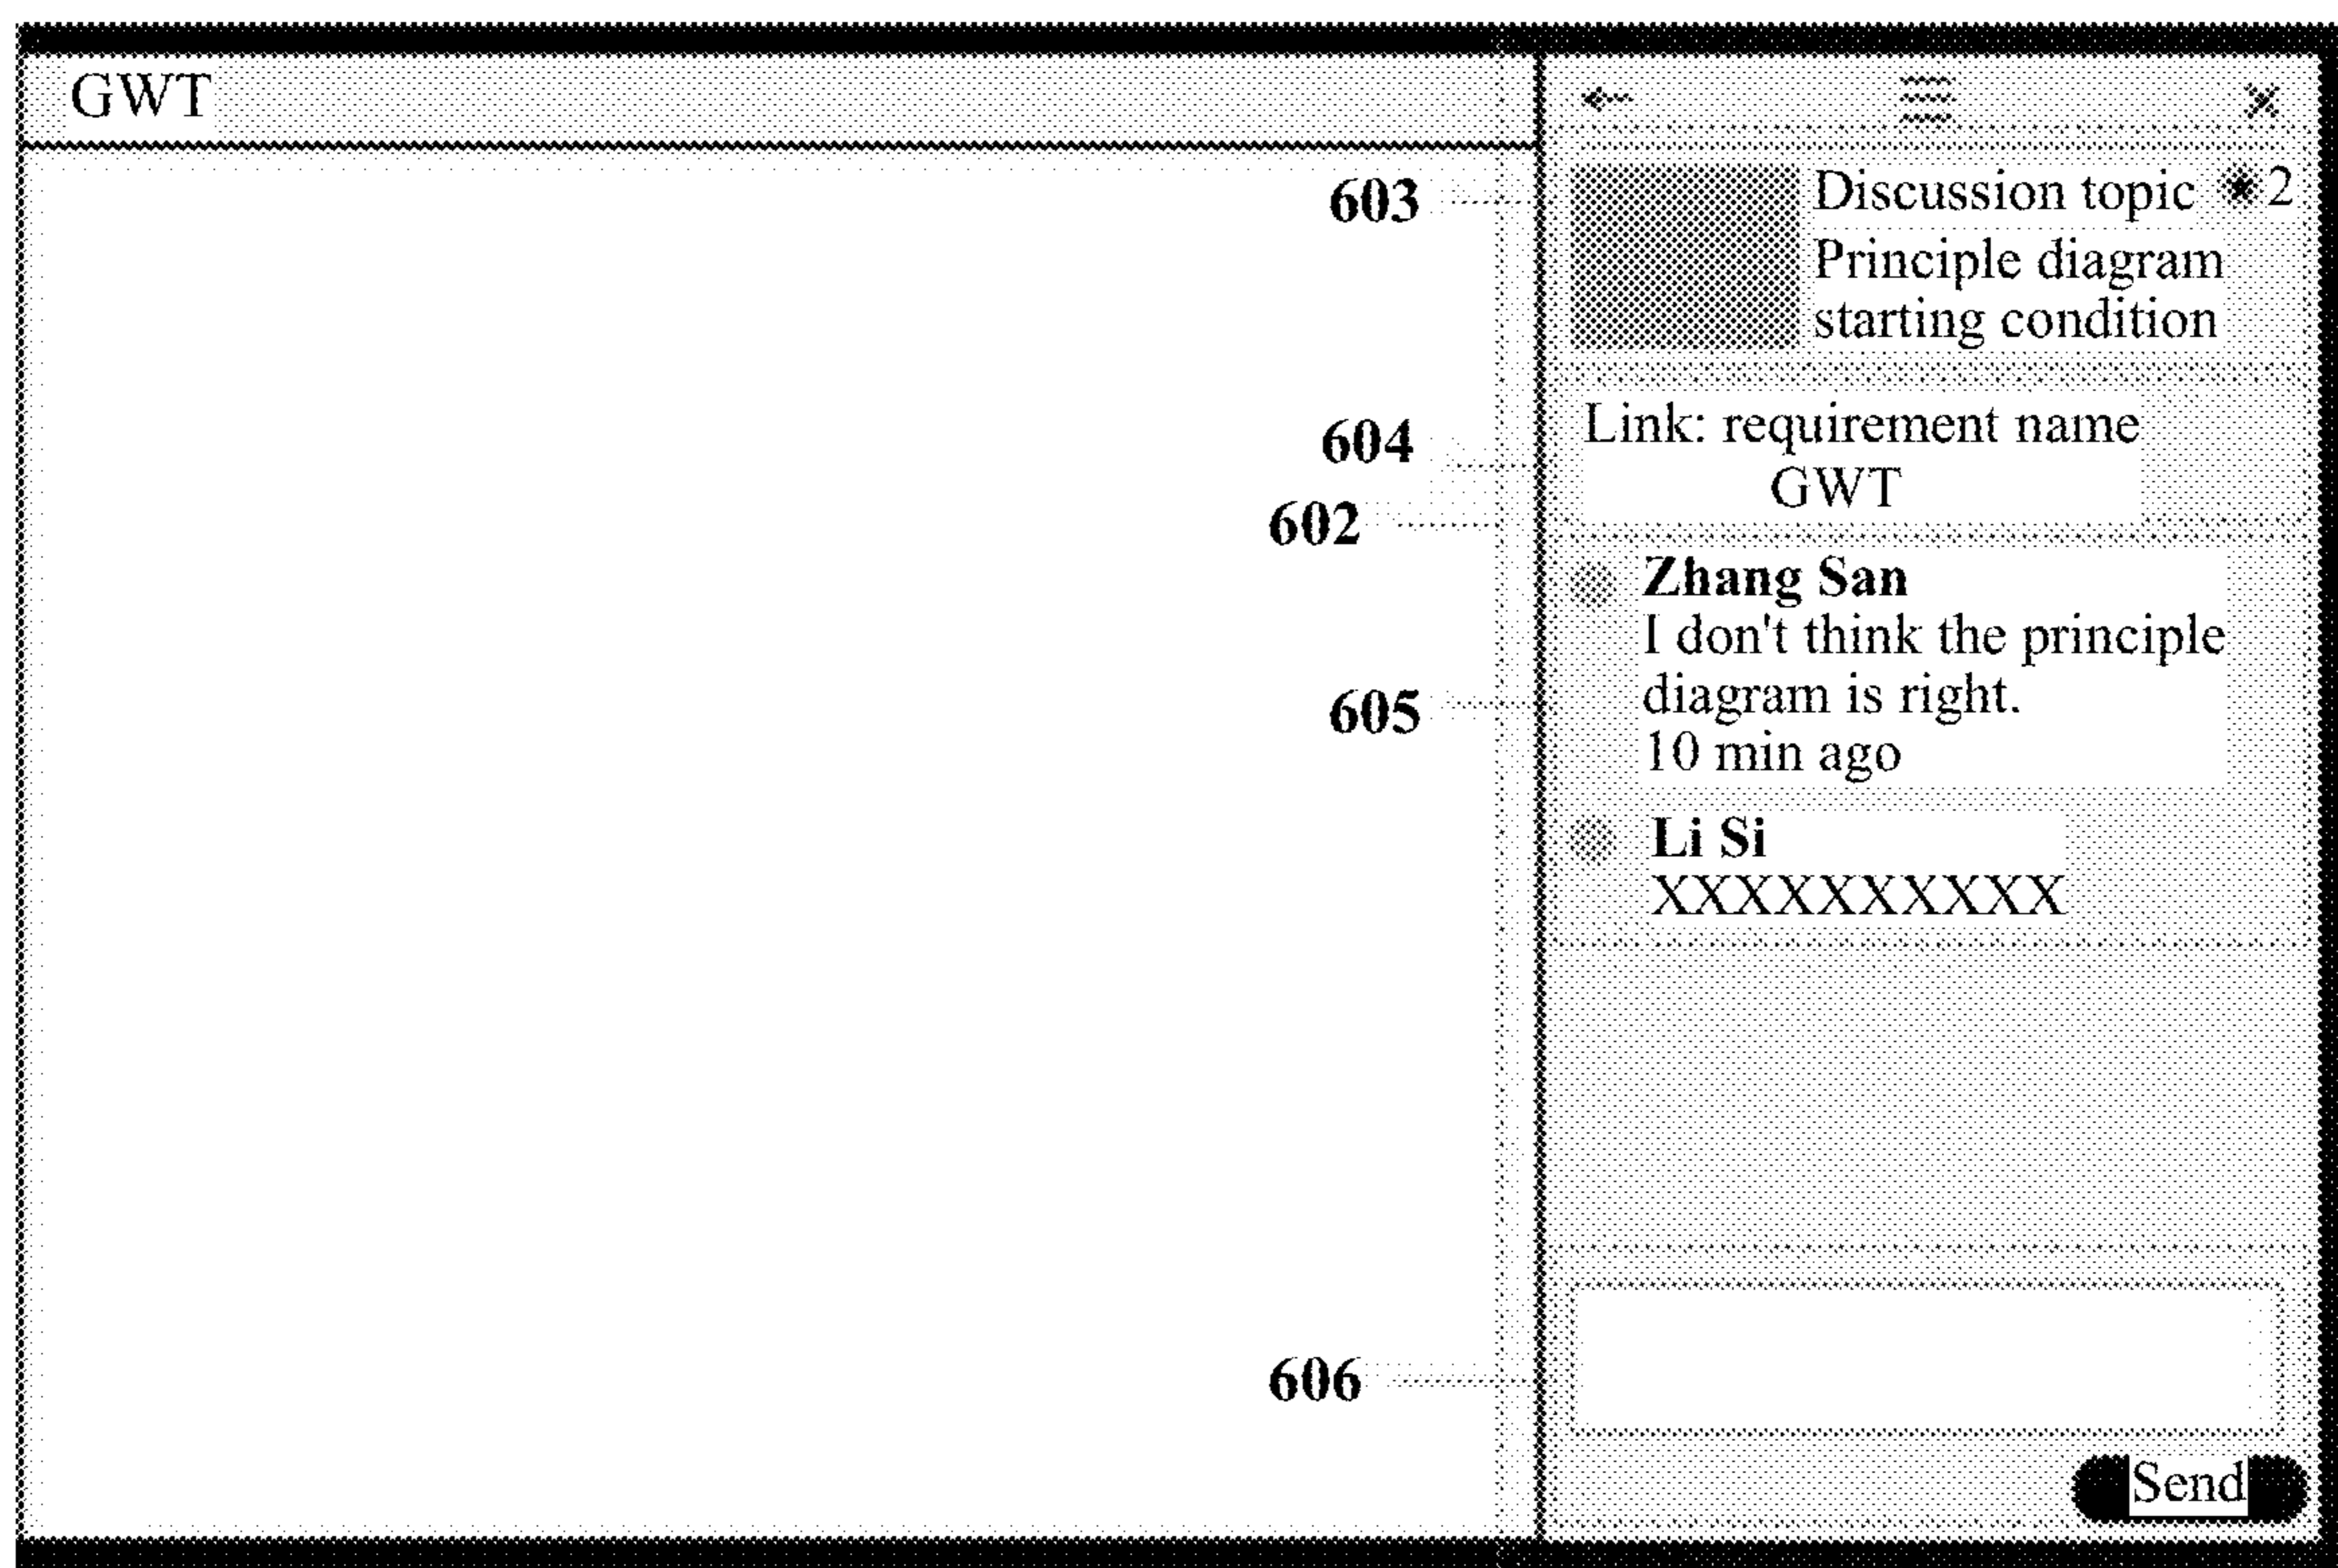 GWT
603
604
602
605
606
Discussion topic 2
Principle diagram
starting condition
Link: requirement name
GWT
Zhang San
I don't think the principle
diagram is right.
10 min ago
Li Si
XXXXXXXXXX
Send